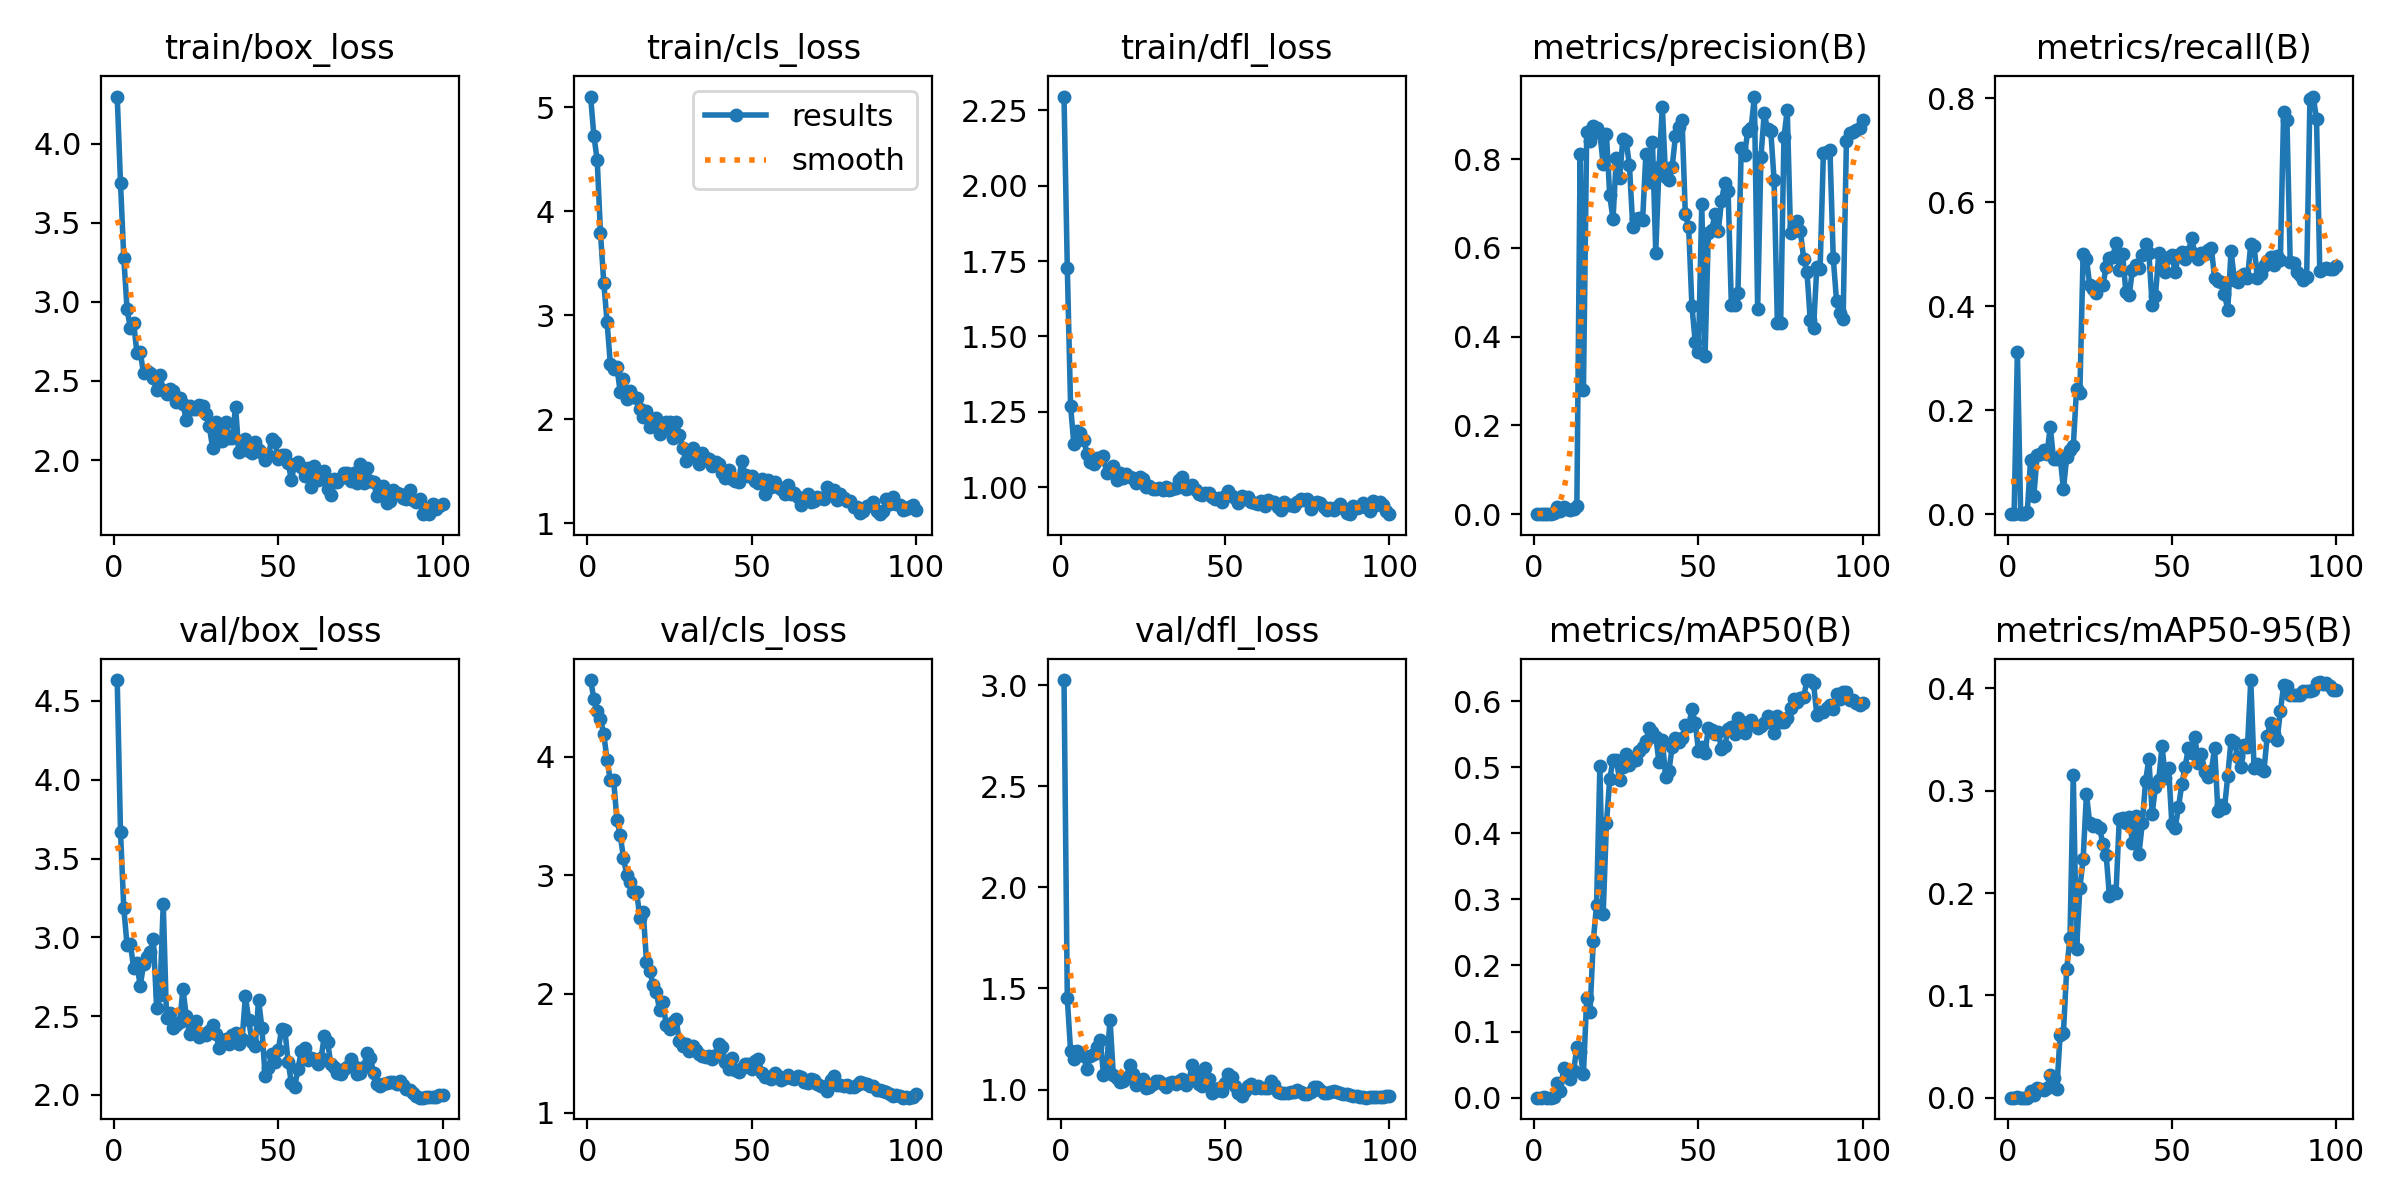 train/box_loss
4.0
3.5
3.0
2.5
2.0
0 50 100
train/cls_loss
results
smooth
5
4
3
2
1
0 50 100
train/dfl_loss
2.25
2.00
1.75
1.50
1.25
1.00
0 50 100
metrics/precision(B)
0.8
0.6
0.4
0.2
0.0
0 50 100
metrics/recall(B)
0.8
0.6
0.4
0.2
0.0
0 50 100
val/box_loss
4.5
4.0
3.5
3.0
2.5
2.0
0 50 100
val/cls_loss
4
3
2
1
0 50 100
val/dfl_loss
3.0
2.5
2.0
1.5
1.0
0 50 100
metrics/mAP50(B)
0.6
0.5
0.4
0.3
0.2
0.1
0.0
0 50 100
metrics/mAP50-95(B)
0.4
0.3
0.2
0.1
0.0
0 50 100